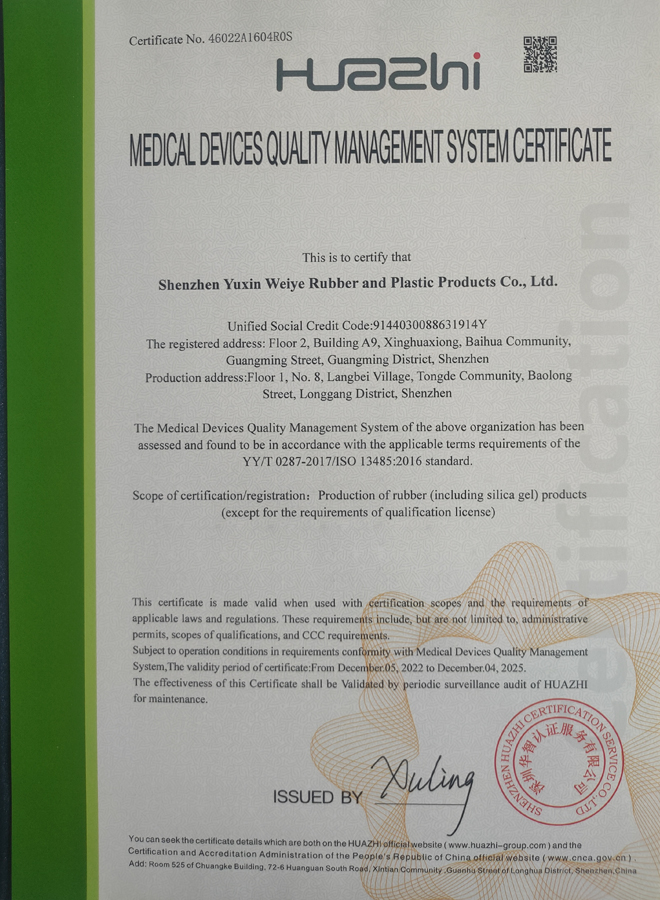 Certificate No. 46022A1604R0S
HUAZHI
MEDICAL DEVICES QUALITY MANAGEMENT SYSTEM CERTIFICATE
This is to certify that
Shenzhen Yuxin Weiye Rubber and Plastic Products Co., Ltd.
Unified Social Credit Code:91440300088631914Y
The registered address: Floor 2, Building A9, Xinghuaxiong, Baihua Community,
Guangming Street, Guangming District, Shenzhen
Production address:Floor 1, No. 8, Langbei Village, Tongde Community, Baolong
Street, Longgang District, Shenzhen
The Medical Devices Quality Management System of the above organization has been
assessed and found to be in accordance with the applicable terms requirements of the
YY/T 0287-2017/ISO 13485:2016 standard.
Scope of certification/registration: Production of rubber (including silica gel) products
(except for the requirements of qualification license)
This certificate is made valid when used with certification scopes and the requirements of
applicable laws and regulations. These requirements include, but are not limited to, administrative
permits, scopes of qualifications, and CCC requirements.
Subject to operation conditions in requirements conformity with Medical Devices Quality Management
System,The validity period of certificate:From December.05, 2022 to December.04, 2025.
The effectiveness of this Certificate shall be Validated by periodic surveillance audit of HUAZHI
for maintenance.
ISSUED BY Xuling
SHENZHEN HUAZHI CERTIFICATION SERVICE CO.,LTD
深圳华智认证服务有限公司
You can seek the certificate details which are both on the HUAZHI official website ( www.huazhi-group.com ) and the
Certification and Accreditation Administration of the People's Republic of China official website ( www.cnca.gov.cn )
Add: Room 525 of Chuangke Building, 72-6 Huanguan South Road, Xintian Community ,Guanhu Street of Longhua District, Shenzhen,China
Certification